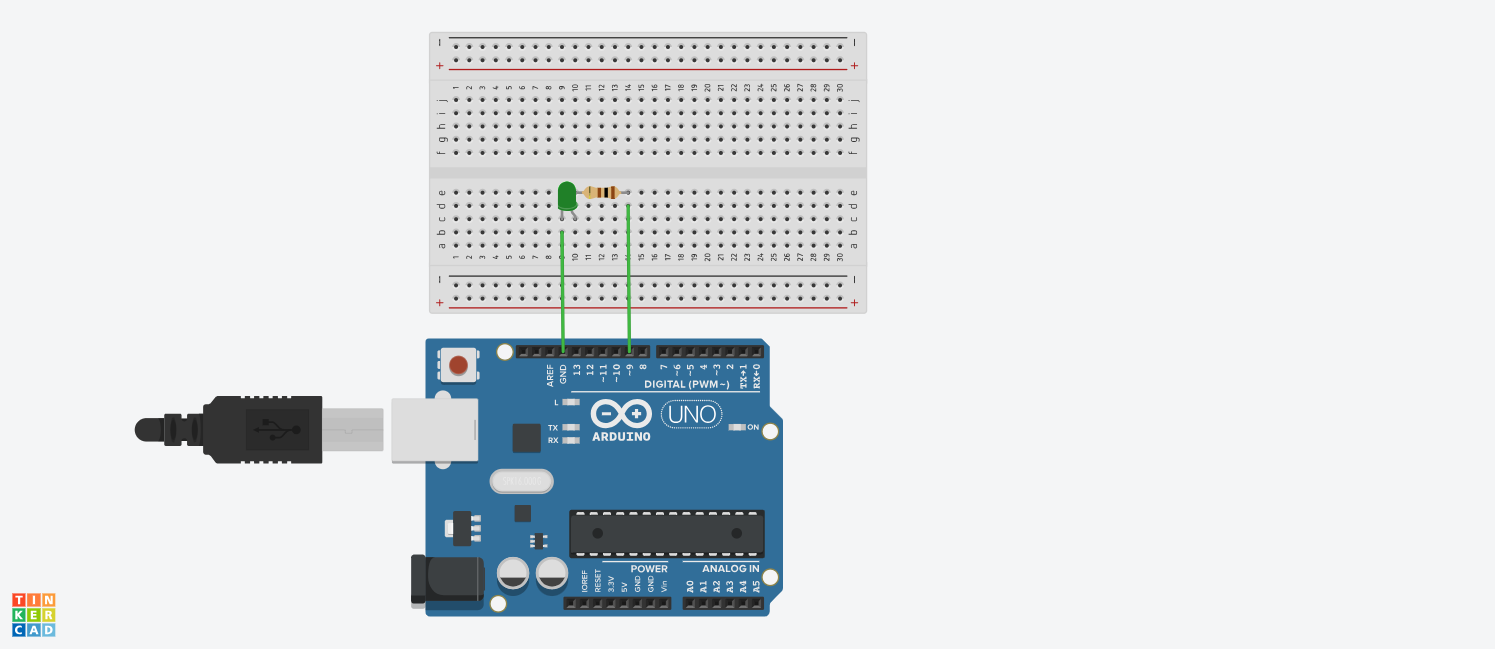 − −
+ +
1 2 3 4 5 6 7 8 9 10 11 12 13 14 15 16 17 18 19 20 21 22 23 24 25 26 27 28 29 30
j j
i i
h h
g g
f f
e e
d d
c c
b b
a a
1 2 3 4 5 6 7 8 10 11 12 13 15 16 17 18 19 20 21 22 23 24 25 26 27 28 29 30
− −
+ +
AREF GND 13 12 ~11 ~10 ~9 8 7 ~6 ~5 4 ~3 2 TX→1 RX←0
DIGITAL (PWM~)
L
TX
RX
UNO
ON
ARDUINO
POWER ANALOG IN
IOREF RESET 3.3V 5V GND GND Vin A0 A1 A2 A3 A4 A5
TIN
KER
CAD